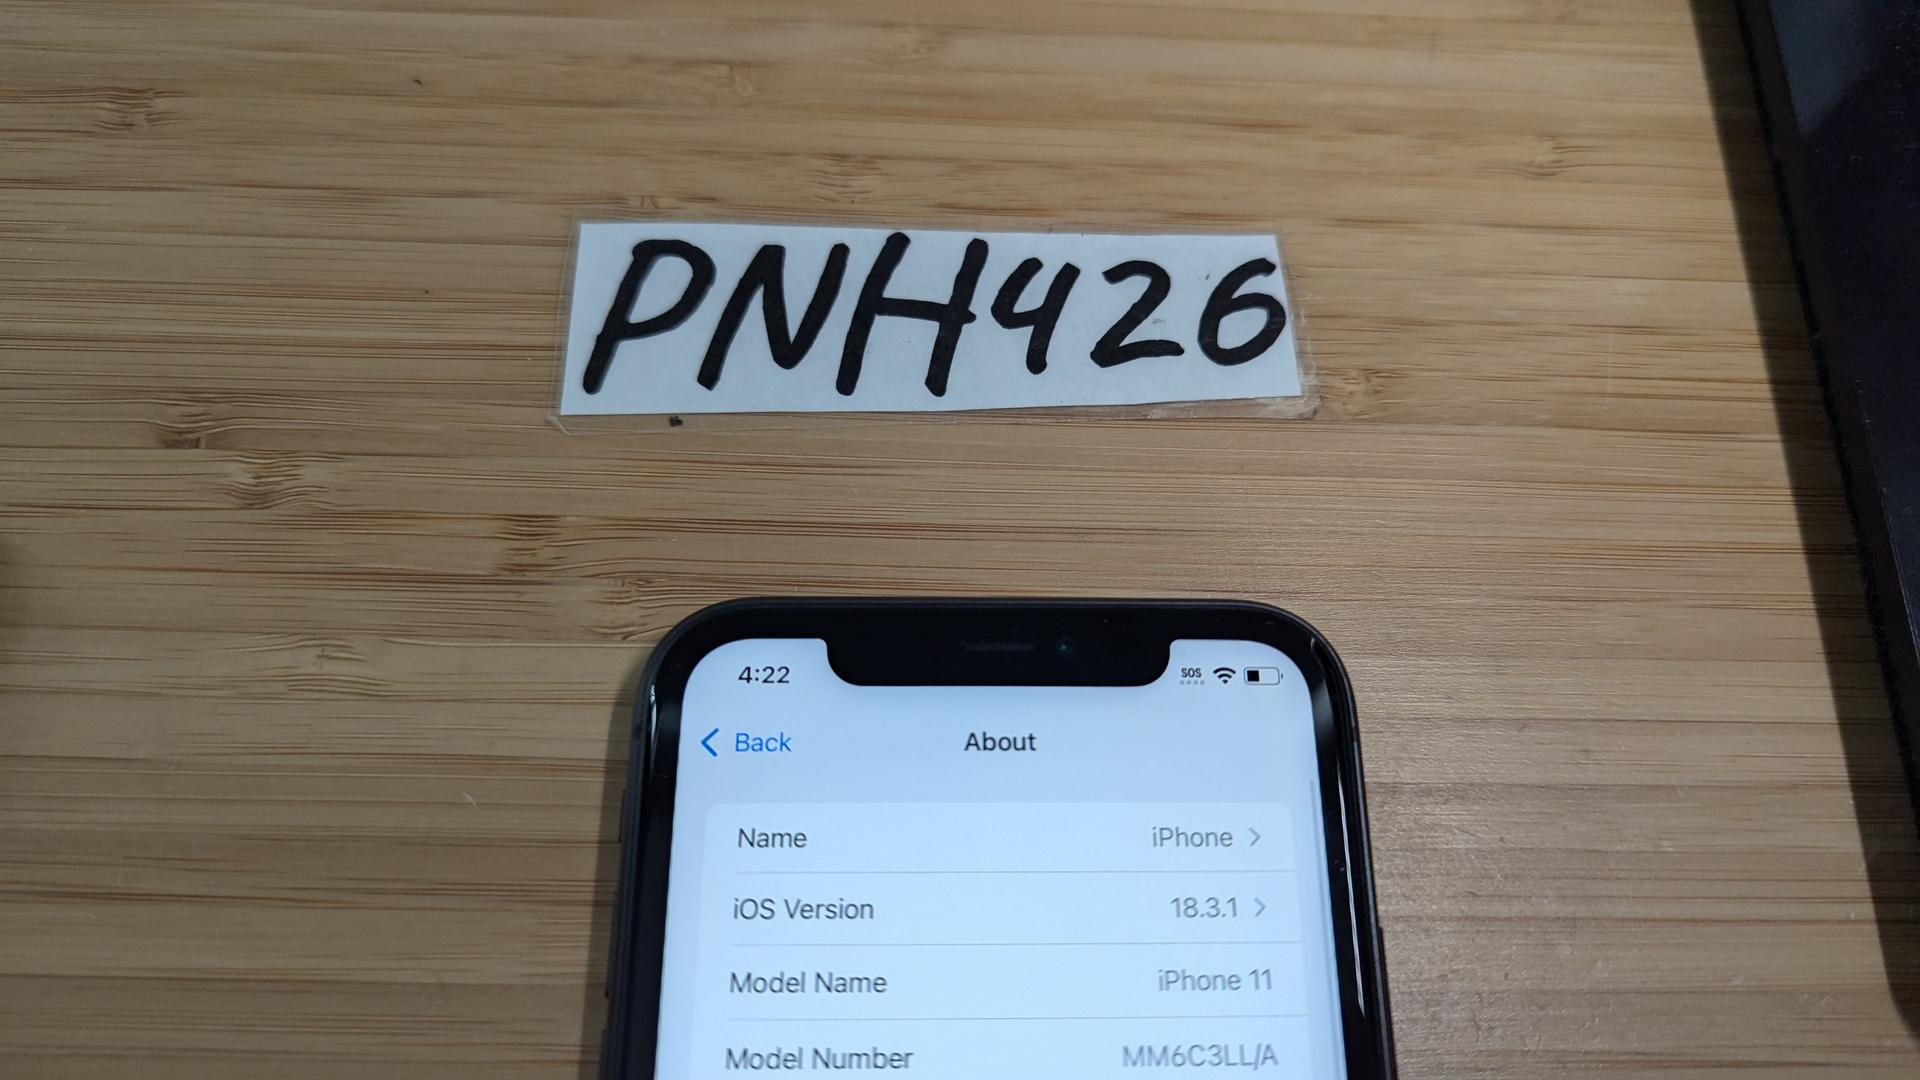 PNH426
4:22
SOS
Back
About
Name
iPhone
iOS Version
18.3.1
Model Name
iPhone 11
Model Number
MM6C3LL/A